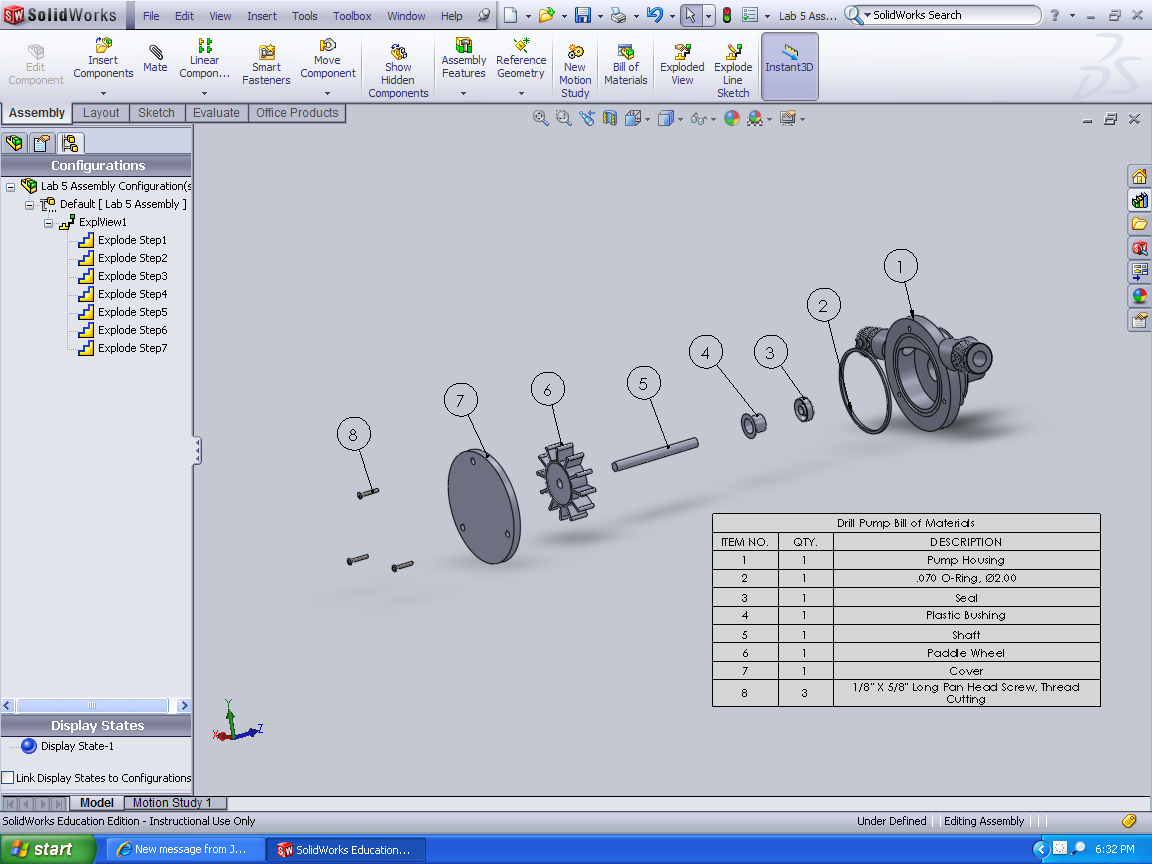 SolidWorks File Edit View Insert Tools Toolbox Window Help Lab 5 Ass... SolidWorks Search ?
Edit Component
Insert Components
Mate
Linear Compon...
Smart Fasteners
Move Component
Show Hidden Components
Assembly Features
Reference Geometry
New Motion Study
Bill of Materials
Exploded View
Explode Line Sketch
Instant3D
Assembly Layout Sketch Evaluate Office Products
Configurations
Lab 5 Assembly Configuration(s
Default [ Lab 5 Assembly ]
ExplView1
Explode Step1
Explode Step2
Explode Step3
Explode Step4
Explode Step5
Explode Step6
Explode Step7
1
2
3
4
5
6
7
8
Drill Pump Bill of Materials
ITEM NO. QTY. DESCRIPTION
1 1 Pump Housing
2 1 .070 O-Ring, Ø2.00
3 1 Seal
4 1 Plastic Bushing
5 1 Shaft
6 1 Paddle Wheel
7 1 Cover
8 3 1/8" X 5/8" Long Pan Head Screw, Thread
Cutting
Y
X
Z
Display States
Display State-1
Link Display States to Configurations
Model Motion Study 1
SolidWorks Education Edition - Instructional Use Only Under Defined Editing Assembly
start New message from J... SolidWorks Education... 6:32 PM